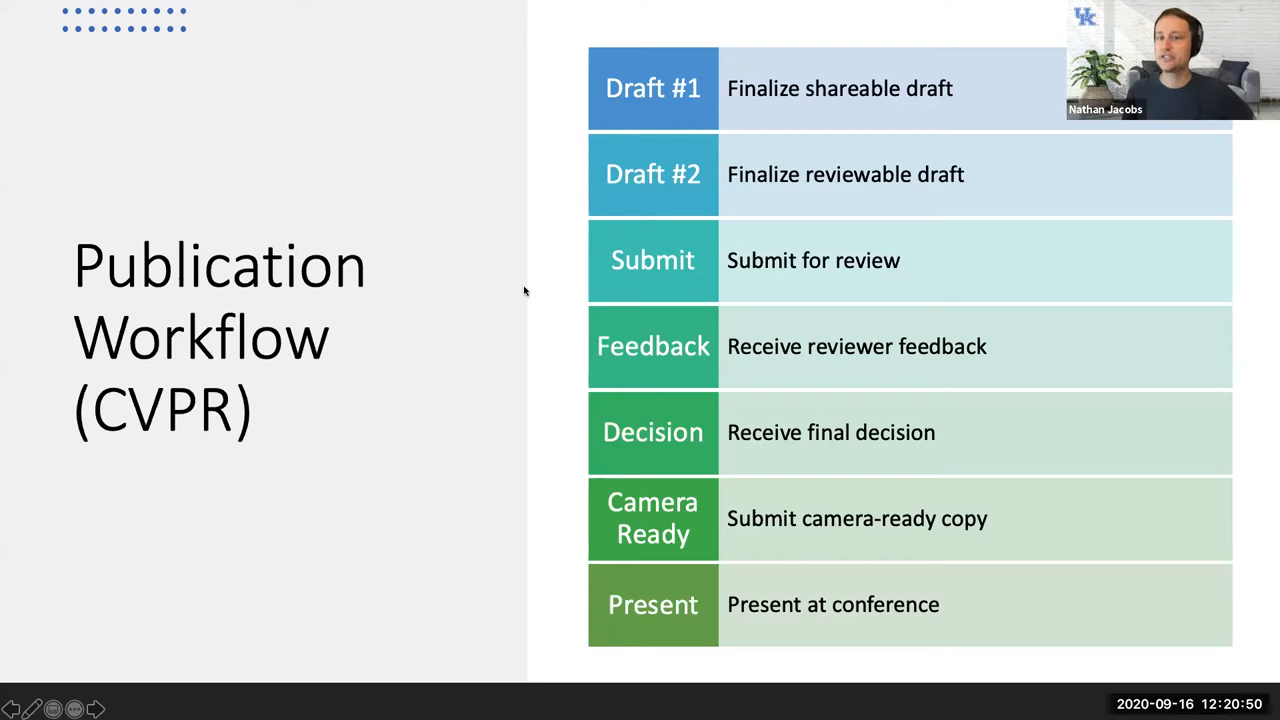 Publication
Workflow
(CVPR)
Draft #1
Finalize shareable draft
Draft #2
Finalize reviewable draft
Submit
Submit for review
Feedback
Receive reviewer feedback
Decision
Receive final decision
Camera
Ready
Submit camera-ready copy
Present
Present at conference
UK
Nathan Jacobs
2020-09-16 12:20:50